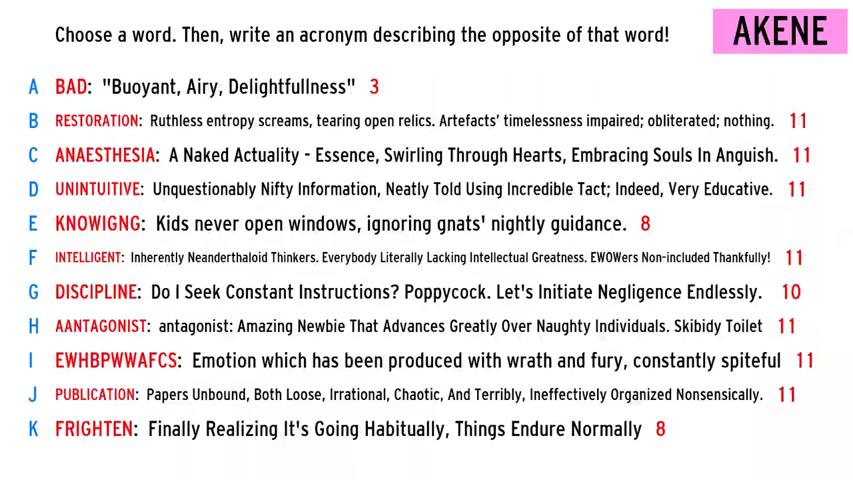 Choose a word. Then, write an acronym describing the opposite of that word!
AKENE
A BAD: "Buoyant, Airy, Delightfullness" 3
B RESTORATION: Ruthless entropy screams, tearing open relics. Artefacts' timelessness impaired; obliterated; nothing. 11
C ANAESTHESIA: A Naked Actuality - Essence, Swirling Through Hearts, Embracing Souls In Anguish. 11
D UNINTUITIVE: Unquestionably Nifty Information, Neatly Told Using Incredible Tact; Indeed, Very Educative. 11
E KNOWIGNG: Kids never open windows, ignoring gnats' nightly guidance. 8
F INTELLIGENT: Inherently Neanderthaloid Thinkers. Everybody Literally Lacking Intellectual Greatness. EWOWers Non-included Thankfully! 11
G DISCIPLINE: Do I Seek Constant Instructions? Poppycock. Let's Initiate Negligence Endlessly. 10
H AANTAGONIST: antagonist: Amazing Newbie That Advances Greatly Over Naughty Individuals. Skibidy Toilet 11
I EWHBPWWAFCS: Emotion which has been produced with wrath and fury, constantly spiteful 11
J PUBLICATION: Papers Unbound, Both Loose, Irrational, Chaotic, And Terribly, Ineffectively Organized Nonsensically. 11
K FRIGHTEN: Finally Realizing It's Going Habitually, Things Endure Normally 8